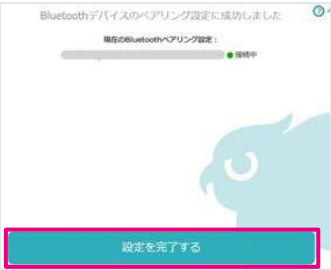 Bluetoothデバイスのペアリング設定に成功しました
現在のBluetoothペアリング設定：
接続中
設定を完了する